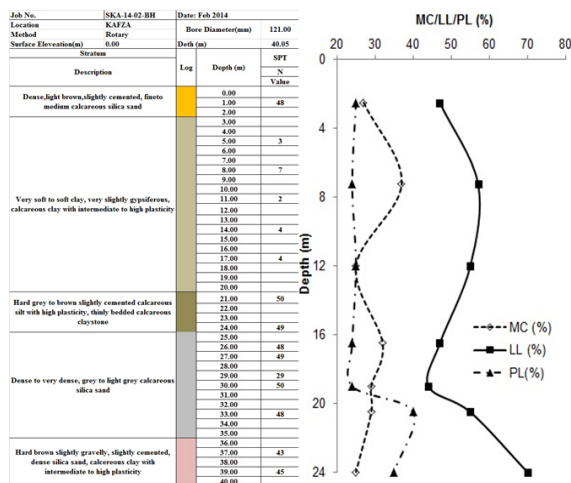 Job No. SKA-14-02-BH Date: Feb 2014
Location KAFZA Bore Diameter(mm) 121.00
Method Rotary
Surface Eloveation(m) 0.00 Deth (m) 40.05
Stratum SPT
Description Log Depth (m) N
Value
0.00
Dense,light brown,slightly cemented, fineto
medium calcareous silica sand
1.00 48
2.00
3.00
4.00
5.00 3
6.00
7.00
8.00 7
9.00
10.00
Very soft to soft clay, very slightly gypsiferous,
calcareous clay with intermediate to high plasticity
11.00 2
12.00
13.00
14.00 4
15.00
16.00
17.00 4
18.00
19.00
20.00
Hard grey to brown slightly cemented calcareous
silt with high plasticity, thinly bedded calcareous
claystone
21.00 50
22.00
23.00
24.00 49
25.00
26.00 48
27.00 49
28.00
Dense to very dense, grey to light grey calcareous
silica sand
29.00 29
30.00 50
31.00
32.00
33.00 48
34.00
35.00
36.00
Hard brown slightly gravelly, slightly cemented,
dense silica sand, calcereous clay with
intermediate to high plasticity
37.00 43
38.00
39.00 45
40.00
MC/LL/PL (%)
20 30 40 50 60 70 80
0
4
8
12
16
20
24
Depth (m)
MC (%)
LL (%)
PL(%)